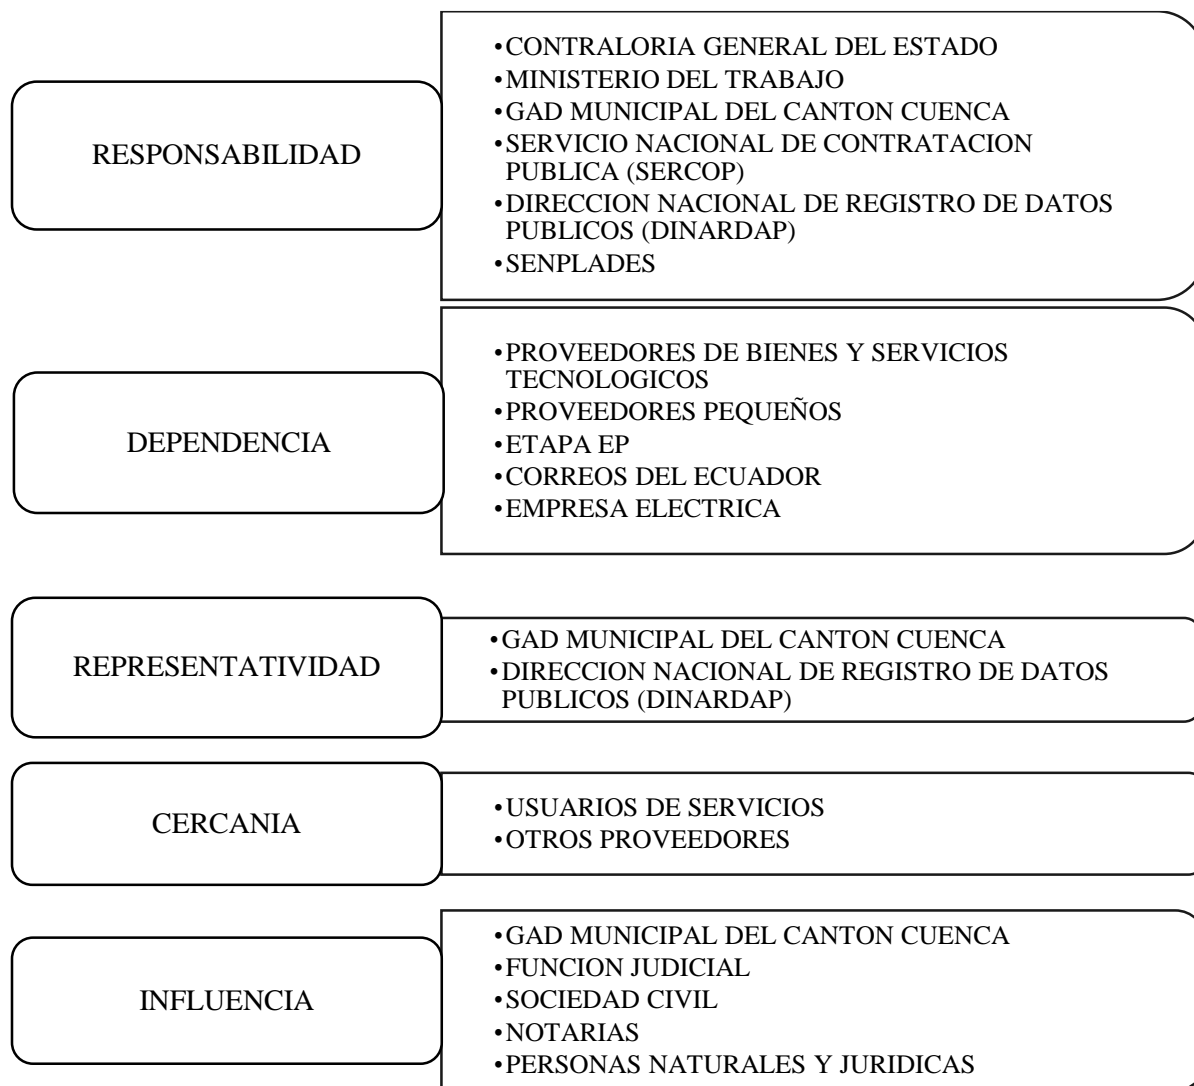 RESPONSABILIDAD
•CONTRALORIA GENERAL DEL ESTADO
•MINISTERIO DEL TRABAJO
•GAD MUNICIPAL DEL CANTON CUENCA
•SERVICIO NACIONAL DE CONTRATACION
PUBLICA (SERCOP)
•DIRECCION NACIONAL DE REGISTRO DE DATOS
PUBLICOS (DINARDAP)
•SENPLADES
DEPENDENCIA
•PROVEEDORES DE BIENES Y SERVICIOS
TECNOLOGICOS
•PROVEEDORES PEQUEÑOS
•ETAPA EP
•CORREOS DEL ECUADOR
•EMPRESA ELECTRICA
REPRESENTATIVIDAD
•GAD MUNICIPAL DEL CANTON CUENCA
•DIRECCION NACIONAL DE REGISTRO DE DATOS
PUBLICOS (DINARDAP)
CERCANIA
•USUARIOS DE SERVICIOS
•OTROS PROVEEDORES
INFLUENCIA
•GAD MUNICIPAL DEL CANTON CUENCA
•FUNCION JUDICIAL
•SOCIEDAD CIVIL
•NOTARIAS
•PERSONAS NATURALES Y JURIDICAS